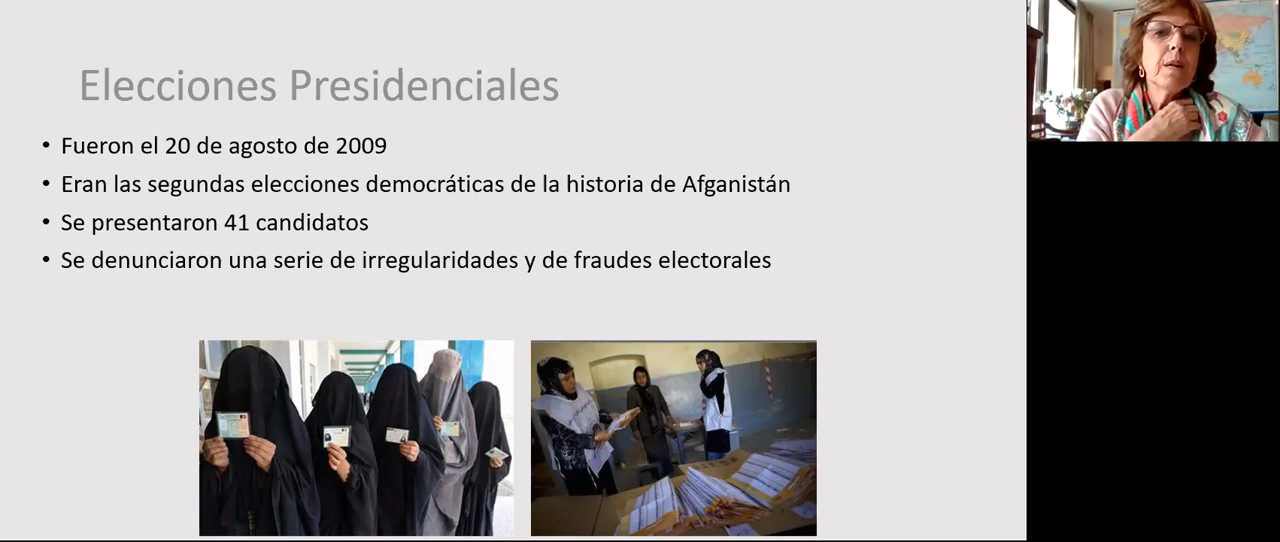 Elecciones Presidenciales
• Fueron el 20 de agosto de 2009
• Eran las segundas elecciones democráticas de la historia de Afganistán
• Se presentaron 41 candidatos
• Se denunciaron una serie de irregularidades y de fraudes electorales